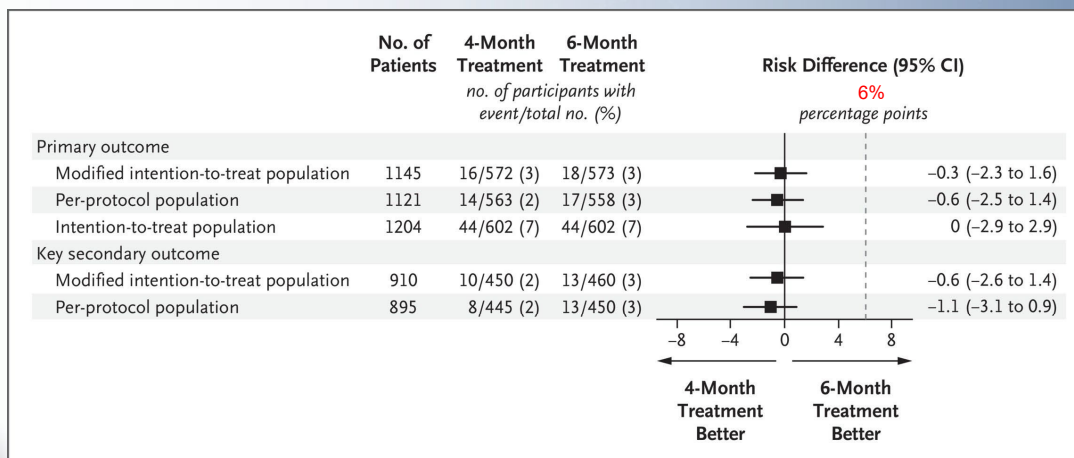 No. of Patients 4-Month Treatment 6-Month Treatment Risk Difference (95% CI)
no. of participants with event/total no. (%) 6%
percentage points
Primary outcome
Modified intention-to-treat population 1145 16/572 (3) 18/573 (3) −0.3 (−2.3 to 1.6)
Per-protocol population 1121 14/563 (2) 17/558 (3) −0.6 (−2.5 to 1.4)
Intention-to-treat population 1204 44/602 (7) 44/602 (7) 0 (−2.9 to 2.9)
Key secondary outcome
Modified intention-to-treat population 910 10/450 (2) 13/460 (3) −0.6 (−2.6 to 1.4)
Per-protocol population 895 8/445 (2) 13/450 (3) −1.1 (−3.1 to 0.9)
−8 −4 0 4 8
4-Month Treatment Better
6-Month Treatment Better